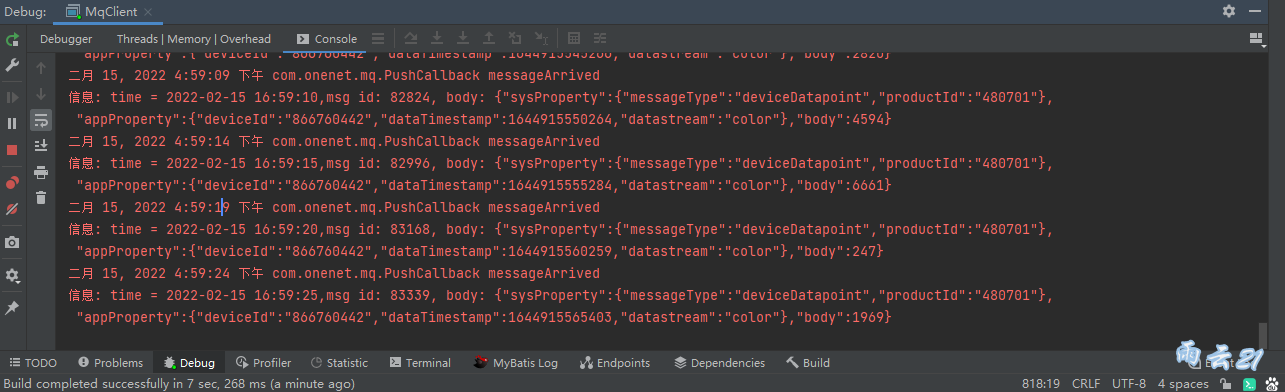 Debug: MqClient
Debugger Threads | Memory | Overhead Console
"appProperty":{"deviceId":"866760442","dataTimestamp":1644915545260,"datastream":"color"},"body":2826}
二月 15, 2022 4:59:09 下午 com.onenet.mq.PushCallback messageArrived
信息: time = 2022-02-15 16:59:10,msg id: 82824, body: {"sysProperty":{"messageType":"deviceDatapoint","productId":"480701"},
"appProperty":{"deviceId":"866760442","dataTimestamp":1644915550264,"datastream":"color"},"body":4594}
二月 15, 2022 4:59:14 下午 com.onenet.mq.PushCallback messageArrived
信息: time = 2022-02-15 16:59:15,msg id: 82996, body: {"sysProperty":{"messageType":"deviceDatapoint","productId":"480701"},
"appProperty":{"deviceId":"866760442","dataTimestamp":1644915555284,"datastream":"color"},"body":6661}
二月 15, 2022 4:59:19 下午 com.onenet.mq.PushCallback messageArrived
信息: time = 2022-02-15 16:59:20,msg id: 83168, body: {"sysProperty":{"messageType":"deviceDatapoint","productId":"480701"},
"appProperty":{"deviceId":"866760442","dataTimestamp":1644915560259,"datastream":"color"},"body":247}
二月 15, 2022 4:59:24 下午 com.onenet.mq.PushCallback messageArrived
信息: time = 2022-02-15 16:59:25,msg id: 83339, body: {"sysProperty":{"messageType":"deviceDatapoint","productId":"480701"},
"appProperty":{"deviceId":"866760442","dataTimestamp":1644915565403,"datastream":"color"},"body":1969}
TODO Problems Debug Profiler Statistic Terminal MyBatis Log Endpoints Dependencies Build
雨云21
Build completed successfully in 7 sec, 268 ms (a minute ago) 818:19 CRLF UTF-8 4 spaces